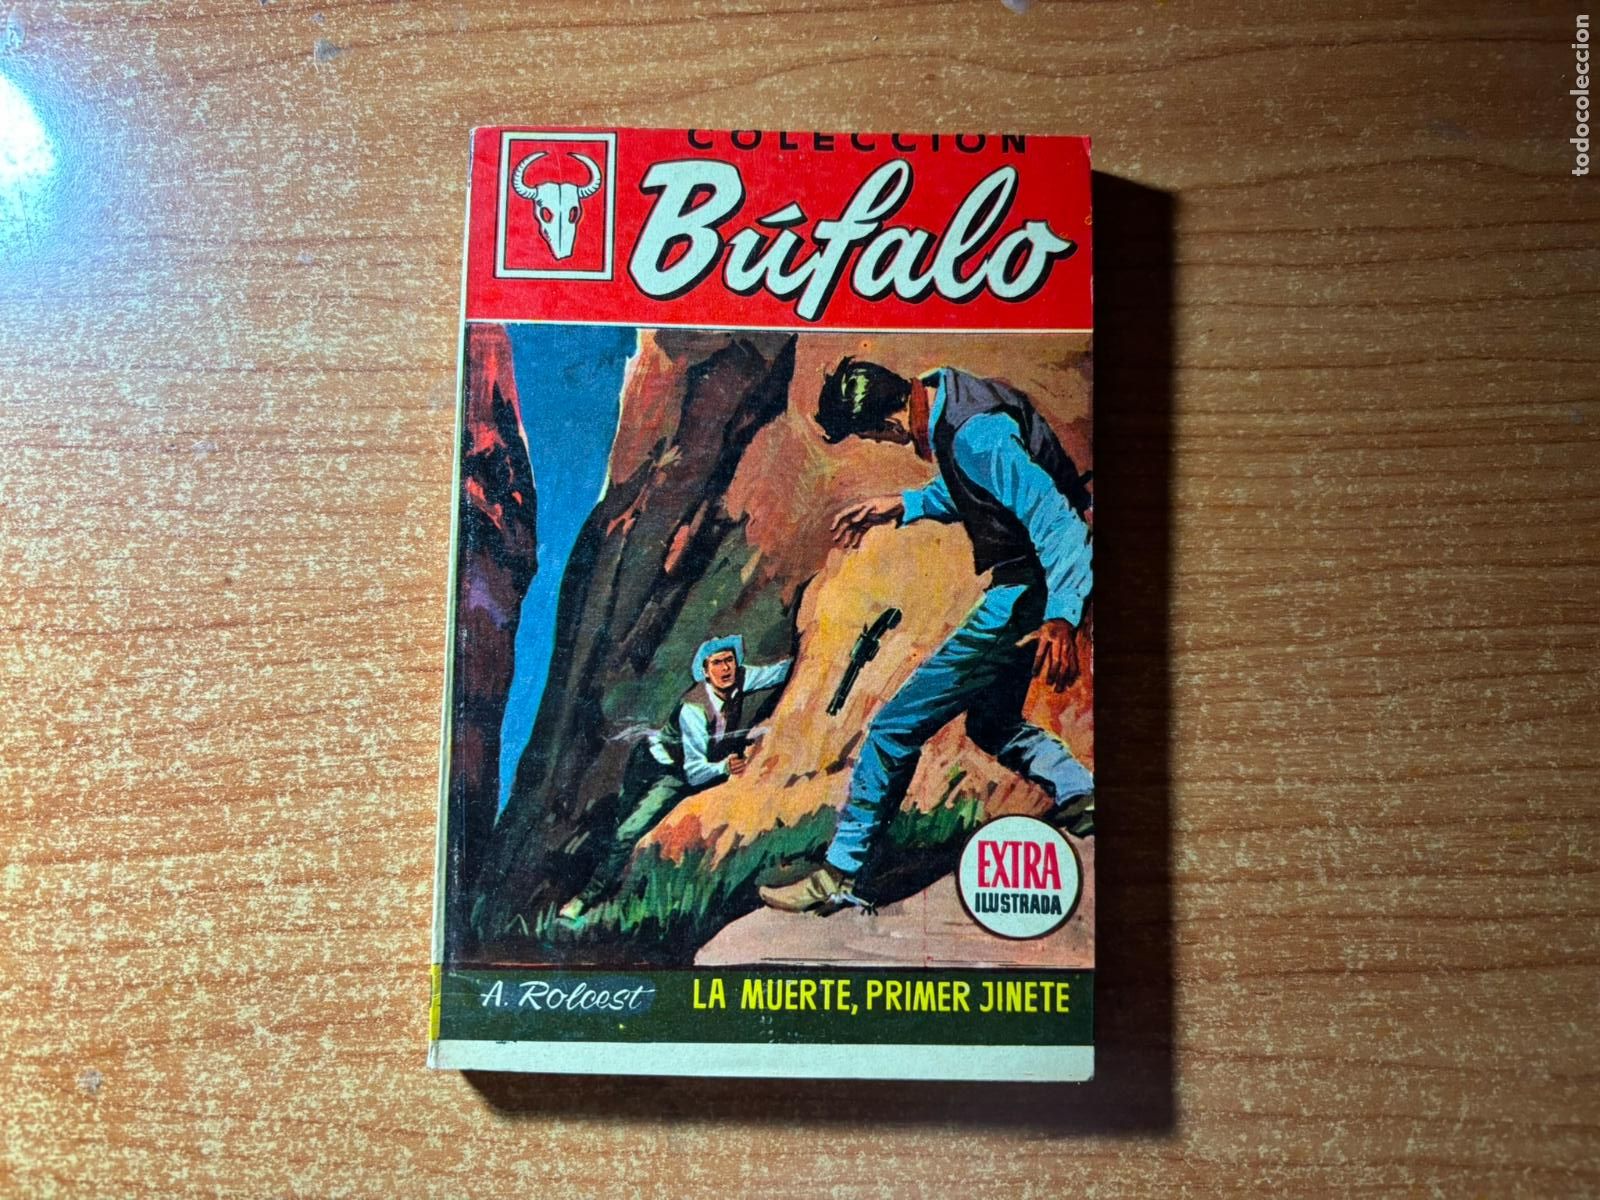 COLECCION
Búfalo
EXTRA
ILUSTRADA
A. Rolcest
LA MUERTE, PRIMER JINETE
todocoleccion